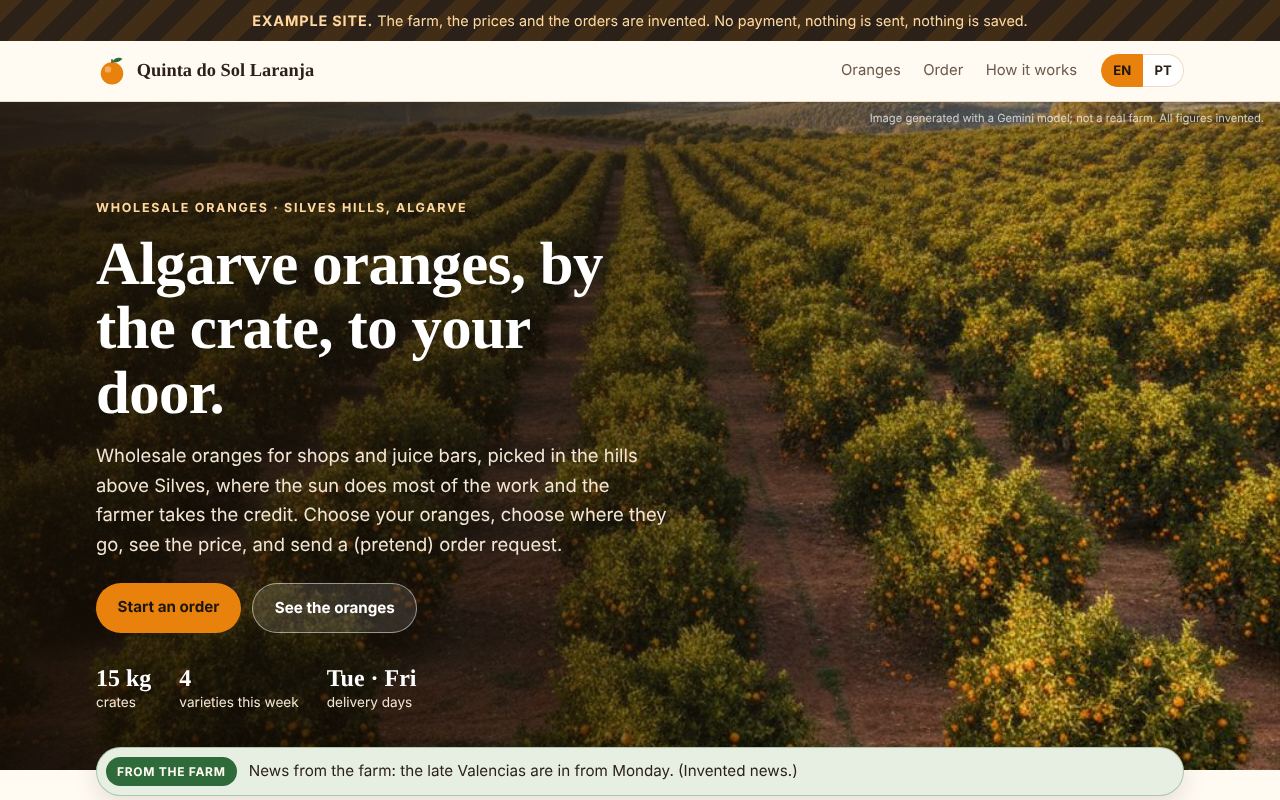 EXAMPLE SITE. The farm, the prices and the orders are invented. No payment, nothing is sent, nothing is saved.
Quinta do Sol Laranja
Oranges
Order
How it works
EN
PT
Image generated with a Gemini model; not a real farm. All figures invented.
WHOLESALE ORANGES · SILVES HILLS, ALGARVE
Algarve oranges, by
the crate, to your
door.
Wholesale oranges for shops and juice bars, picked in the hills
above Silves, where the sun does most of the work and the
farmer takes the credit. Choose your oranges, choose where they
go, see the price, and send a (pretend) order request.
Start an order
See the oranges
15 kg
crates
4
varieties this week
Tue · Fri
delivery days
FROM THE FARM
News from the farm: the late Valencias are in from Monday. (Invented news.)